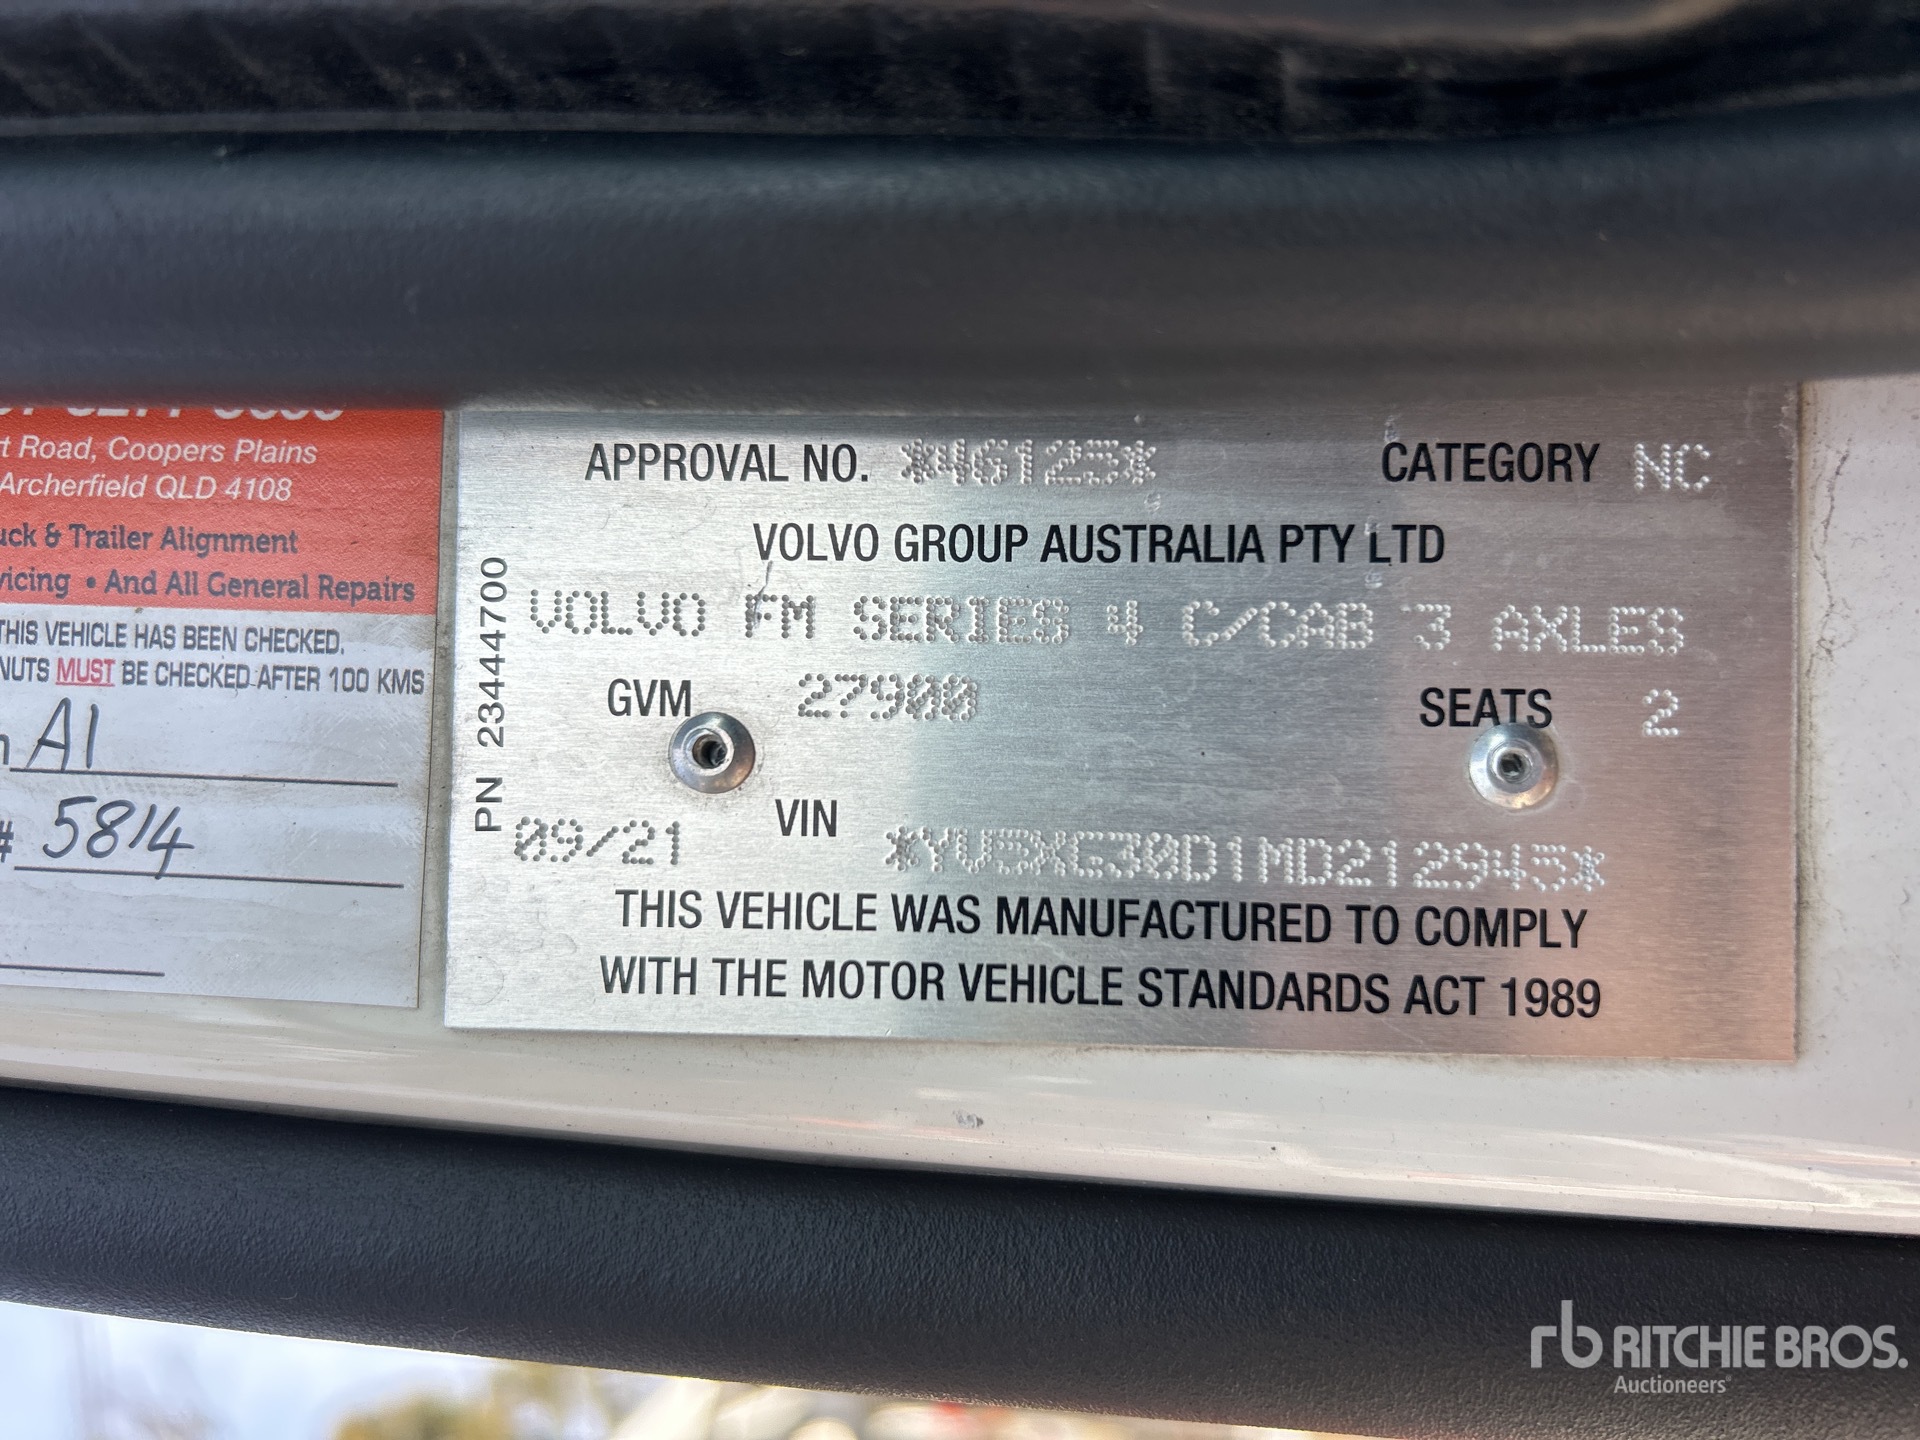 rt Road, Coopers Plains
Archerfield QLD 4108
uck & Trailer Alignment
vicing • And All General Repairs
THIS VEHICLE HAS BEEN CHECKED.
NUTS MUST BE CHECKED AFTER 100 KMS
n A1
# 5814
PN 23444700
APPROVAL NO. *46125* CATEGORY NC
VOLVO GROUP AUSTRALIA PTY LTD
VOLVO FM SERIES 4 C/CAB 3 AXLES
GVM 27900 SEATS 2
09/21 VIN *YV5XG30D1MD212945*
THIS VEHICLE WAS MANUFACTURED TO COMPLY
WITH THE MOTOR VEHICLE STANDARDS ACT 1989
rb RITCHIE BROS.
Auctioneers